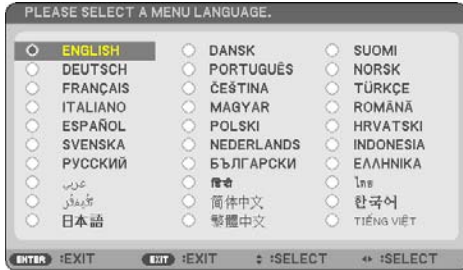 PLEASE SELECT A MENU LANGUAGE.
ENGLISH DANSK SUOMI
DEUTSCH PORTUGUÊS NORSK
FRANÇAIS ČEŠTINA TÜRKÇE
ITALIANO MAGYAR ROMÂNĂ
ESPAÑOL POLSKI HRVATSKI
SVENSKA NEDERLANDS INDONESIA
РУССКИЙ БЪЛГАРСКИ ΕΛΛΗΝΙΚΑ
عربي हिन्दी ไทย
简体中文 한국어
日本語 繁體中文 TIẾNG VIỆT
ENTER :EXIT EXIT :EXIT :SELECT :SELECT